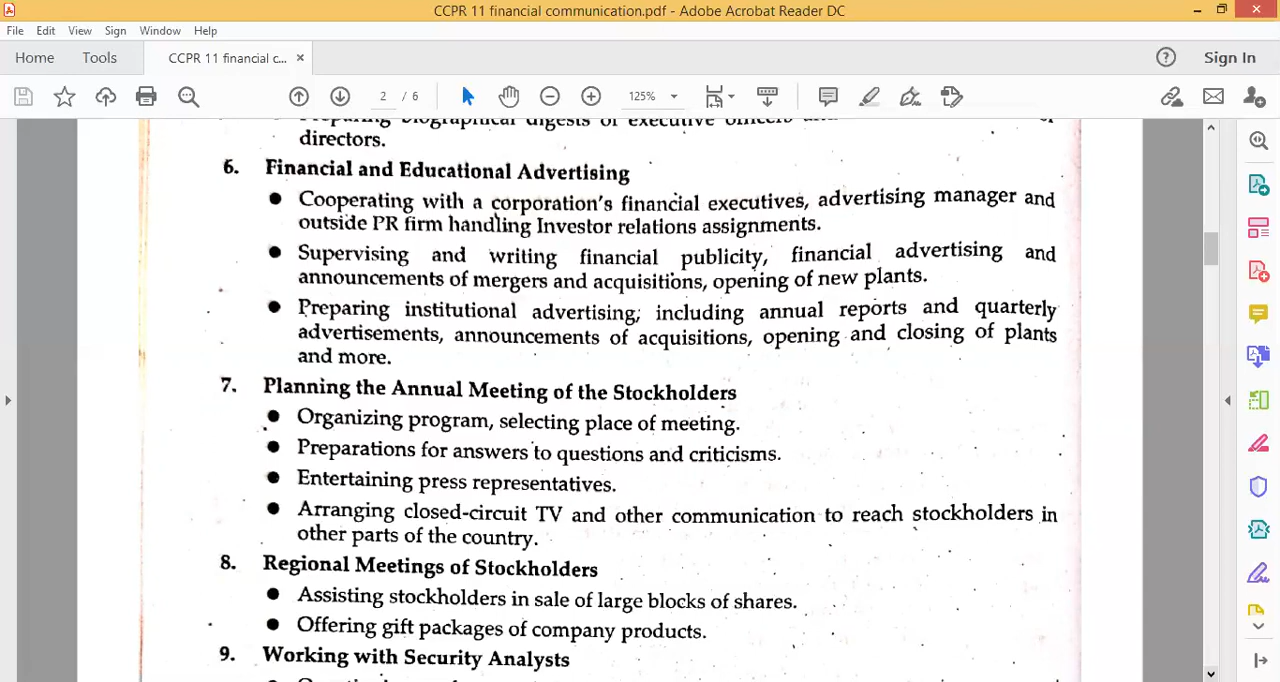 CCPR 11 financial communication.pdf - Adobe Acrobat Reader DC
File Edit View Sign Window Help
Home Tools CCPR 11 financial c... × Sign In
2 / 6 125%
Preparing biographical digests of executive officers
directors.
6. Financial and Educational Advertising
● Cooperating with a corporation's financial executives, advertising manager and
outside PR firm handling Investor relations assignments.
● Supervising and writing financial publicity, financial advertising and
announcements of mergers and acquisitions, opening of new plants.
● Preparing institutional advertising, including annual reports and quarterly
advertisements, announcements of acquisitions, opening and closing of plants
and more.
7. Planning the Annual Meeting of the Stockholders
● Organizing program, selecting place of meeting.
● Preparations for answers to questions and criticisms.
● Entertaining press representatives.
● Arranging closed-circuit TV and other communication to reach stockholders in
other parts of the country.
8. Regional Meetings of Stockholders
● Assisting stockholders in sale of large blocks of shares.
● Offering gift packages of company products.
9. Working with Security Analysts